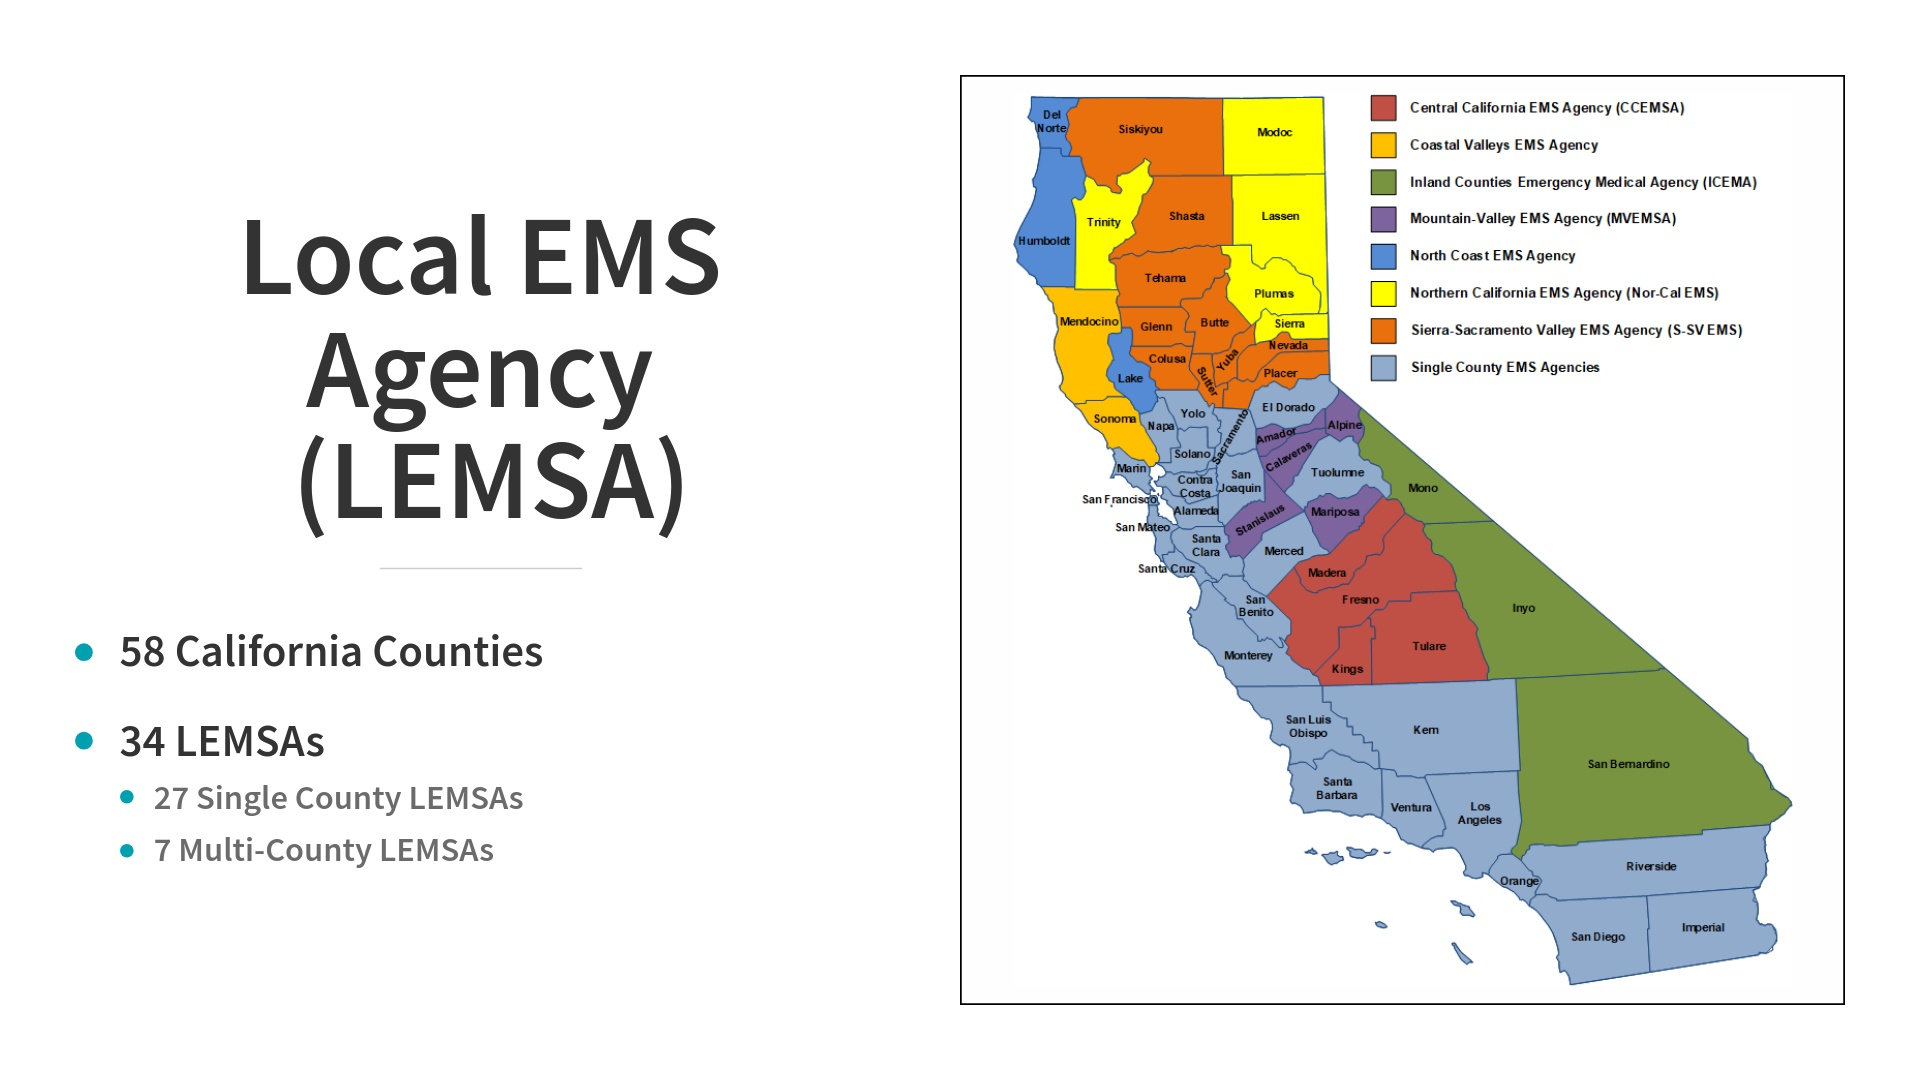 Local EMS
Agency
(LEMSA)
58 California Counties
34 LEMSAs
27 Single County LEMSAs
7 Multi-County LEMSAs
Central California EMS Agency (CCEMSA)
Coastal Valleys EMS Agency
Inland Counties Emergency Medical Agency (ICEMA)
Mountain-Valley EMS Agency (MVEMSA)
North Coast EMS Agency
Northern California EMS Agency (Nor-Cal EMS)
Sierra-Sacramento Valley EMS Agency (S-SV EMS)
Single County EMS Agencies
Del
Norte
Siskiyou
Modoc
Humboldt
Trinity
Shasta
Lassen
Tehama
Plumas
Mendocino
Glenn
Butte
Sierra
Nevada
Colusa
Yuba
Sutter
Placer
Lake
Sonoma
Napa
Yolo
Sacramento
El Dorado
Alpine
Amador
Calaveras
Solano
Marin
Contra
Costa
San
Joaquin
Tuolumne
Mono
San Francisco
Alameda
Stanislaus
Mariposa
San Mateo
Santa
Clara
Merced
Santa Cruz
Madera
San
Benito
Fresno
Inyo
Monterey
Kings
Tulare
San Luis
Obispo
Kern
San Bernardino
Santa
Barbara
Ventura
Los
Angeles
Orange
Riverside
San Diego
Imperial